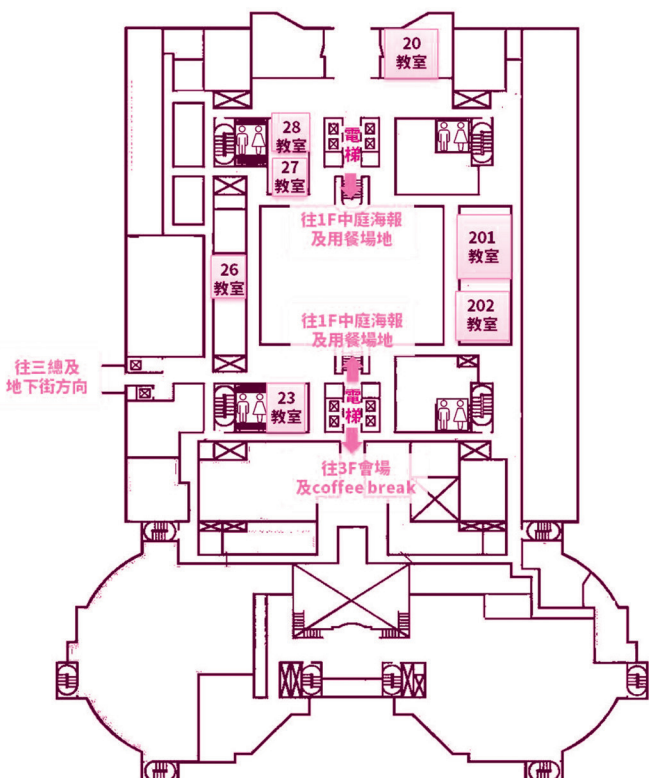 20
教室
28
教室
電
梯
27
教室
往1F中庭海報
及用餐場地
201
教室
26
教室
202
教室
往1F中庭海報
及用餐場地
往三總及
地下街方向
23
教室
電
梯
往3F會場
及coffee break